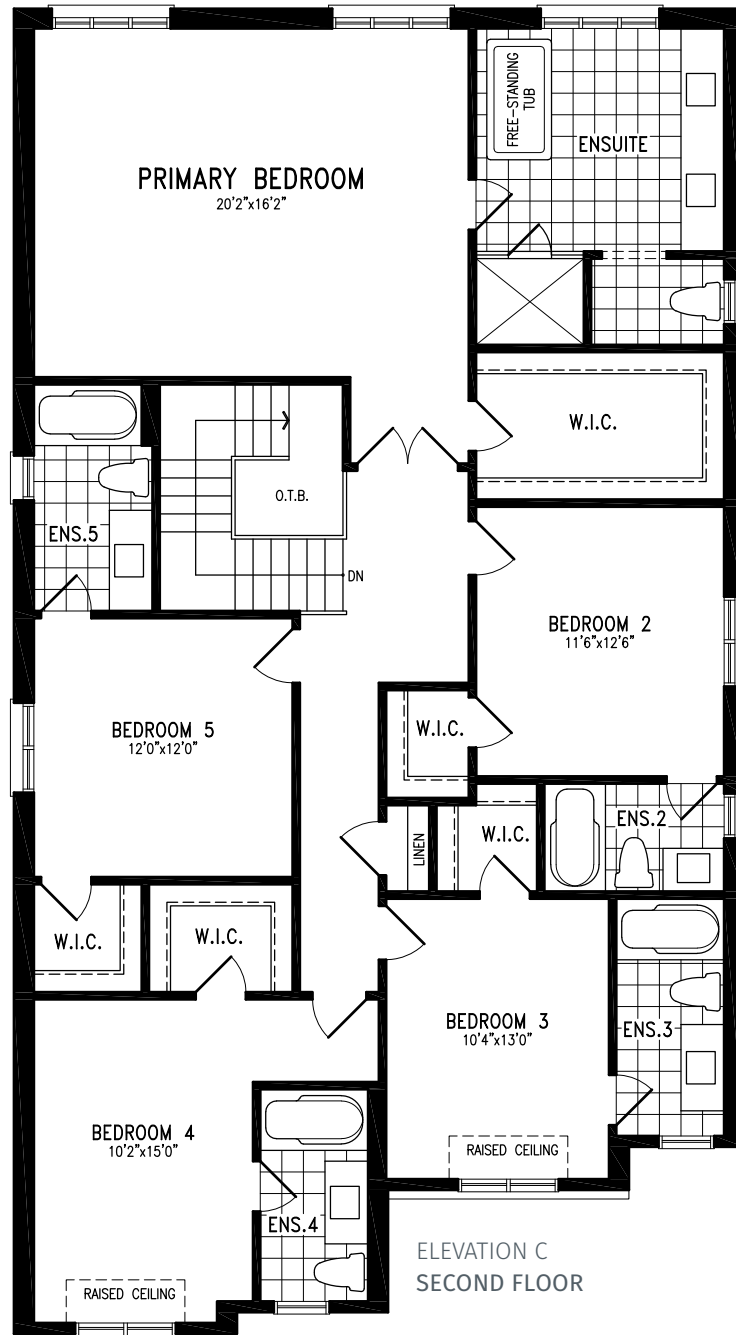 FREE-STANDING
TUB
ENSUITE
PRIMARY BEDROOM
20'2"x16'2"
W.I.C.
O.T.B.
ENS.5
DN
BEDROOM 2
11'6"x12'6"
BEDROOM 5
12'0"x12'0"
W.I.C.
ENS.2
LINEN
W.I.C.
W.I.C.
W.I.C.
BEDROOM 3
10'4"x13'0"
ENS.3
BEDROOM 4
10'2"x15'0"
RAISED CEILING
ENS.4
ELEVATION C
SECOND FLOOR
RAISED CEILING